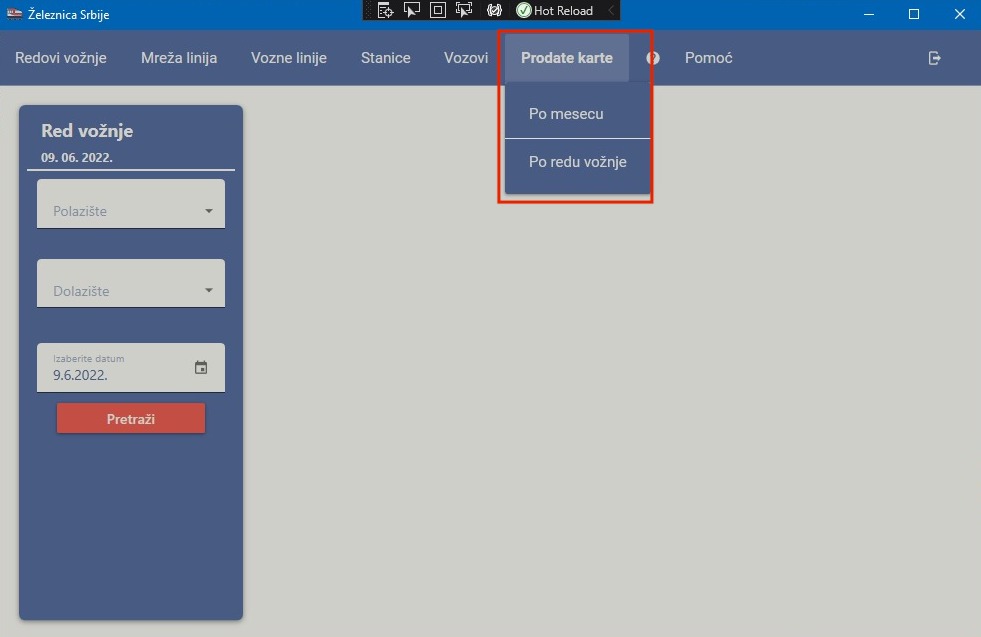 Železnica Srbije
Hot Reload
Redovi vožnje
Mreža linija
Vozne linije
Stanice
Vozovi
Prodate karte
Pomoć
Po mesecu
Po redu vožnje
Red vožnje
09. 06. 2022.
Polazište
Dolazište
Izaberite datum
9.6.2022.
Pretraži